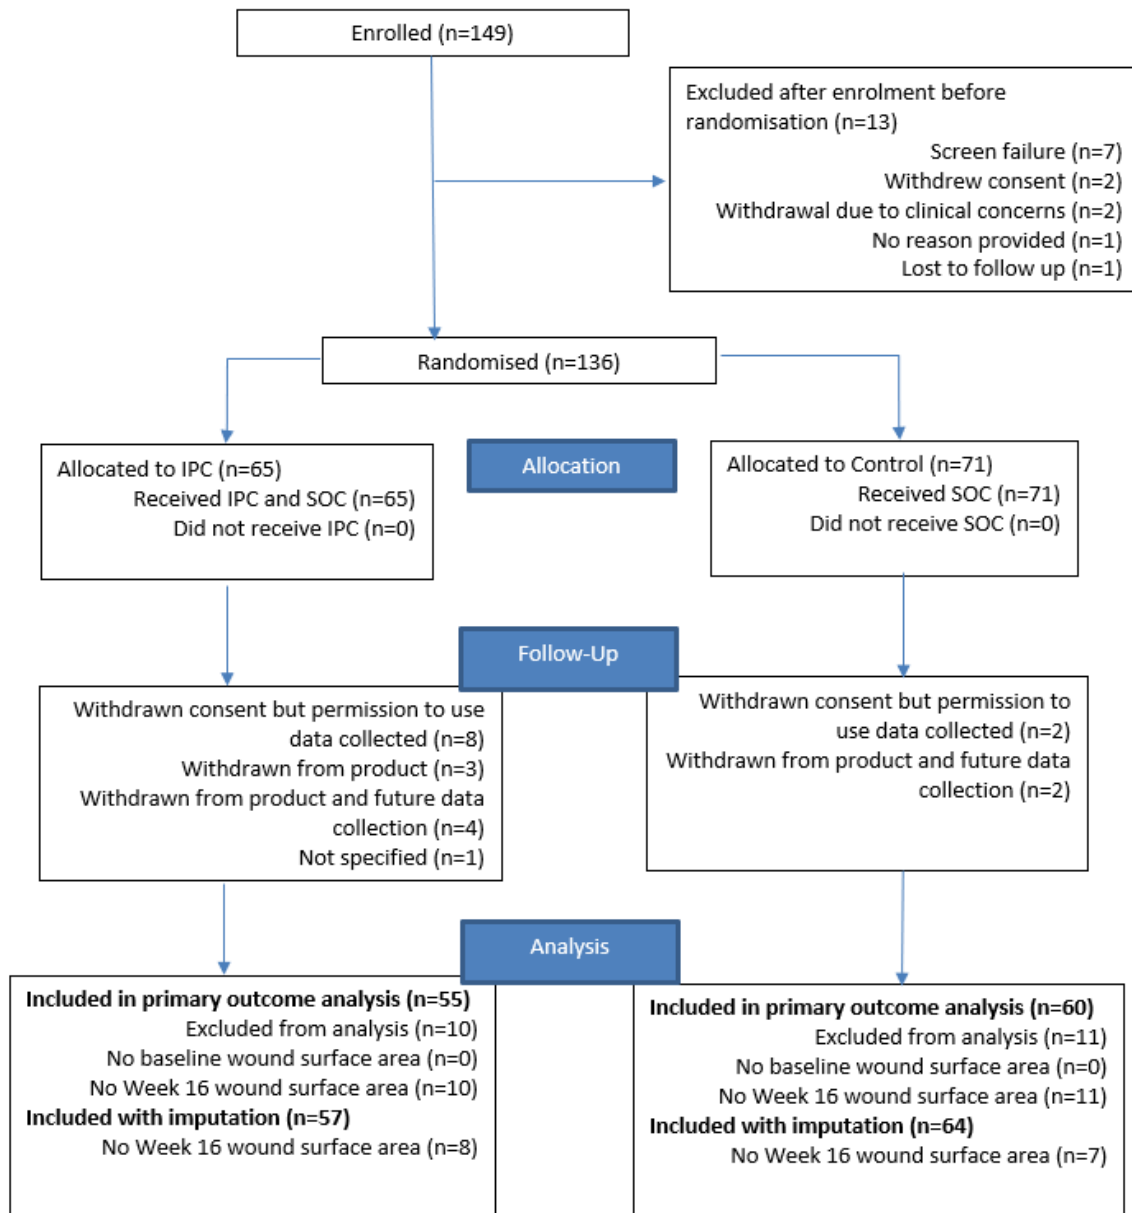 Enrolled (n=149)
Excluded after enrolment before
randomisation (n=13)
Screen failure (n=7)
Withdrew consent (n=2)
Withdrawal due to clinical concerns (n=2)
No reason provided (n=1)
Lost to follow up (n=1)
Randomised (n=136)
Allocation
Allocated to IPC (n=65)
Received IPC and SOC (n=65)
Did not receive IPC (n=0)
Allocated to Control (n=71)
Received SOC (n=71)
Did not receive SOC (n=0)
Follow-Up
Withdrawn consent but permission to use
data collected (n=8)
Withdrawn from product (n=3)
Withdrawn from product and future data
collection (n=4)
Not specified (n=1)
Withdrawn consent but permission to
use data collected (n=2)
Withdrawn from product and future data
collection (n=2)
Analysis
Included in primary outcome analysis (n=55)
Excluded from analysis (n=10)
No baseline wound surface area (n=0)
No Week 16 wound surface area (n=10)
Included with imputation (n=57)
No Week 16 wound surface area (n=8)
Included in primary outcome analysis (n=60)
Excluded from analysis (n=11)
No baseline wound surface area (n=0)
No Week 16 wound surface area (n=11)
Included with imputation (n=64)
No Week 16 wound surface area (n=7)